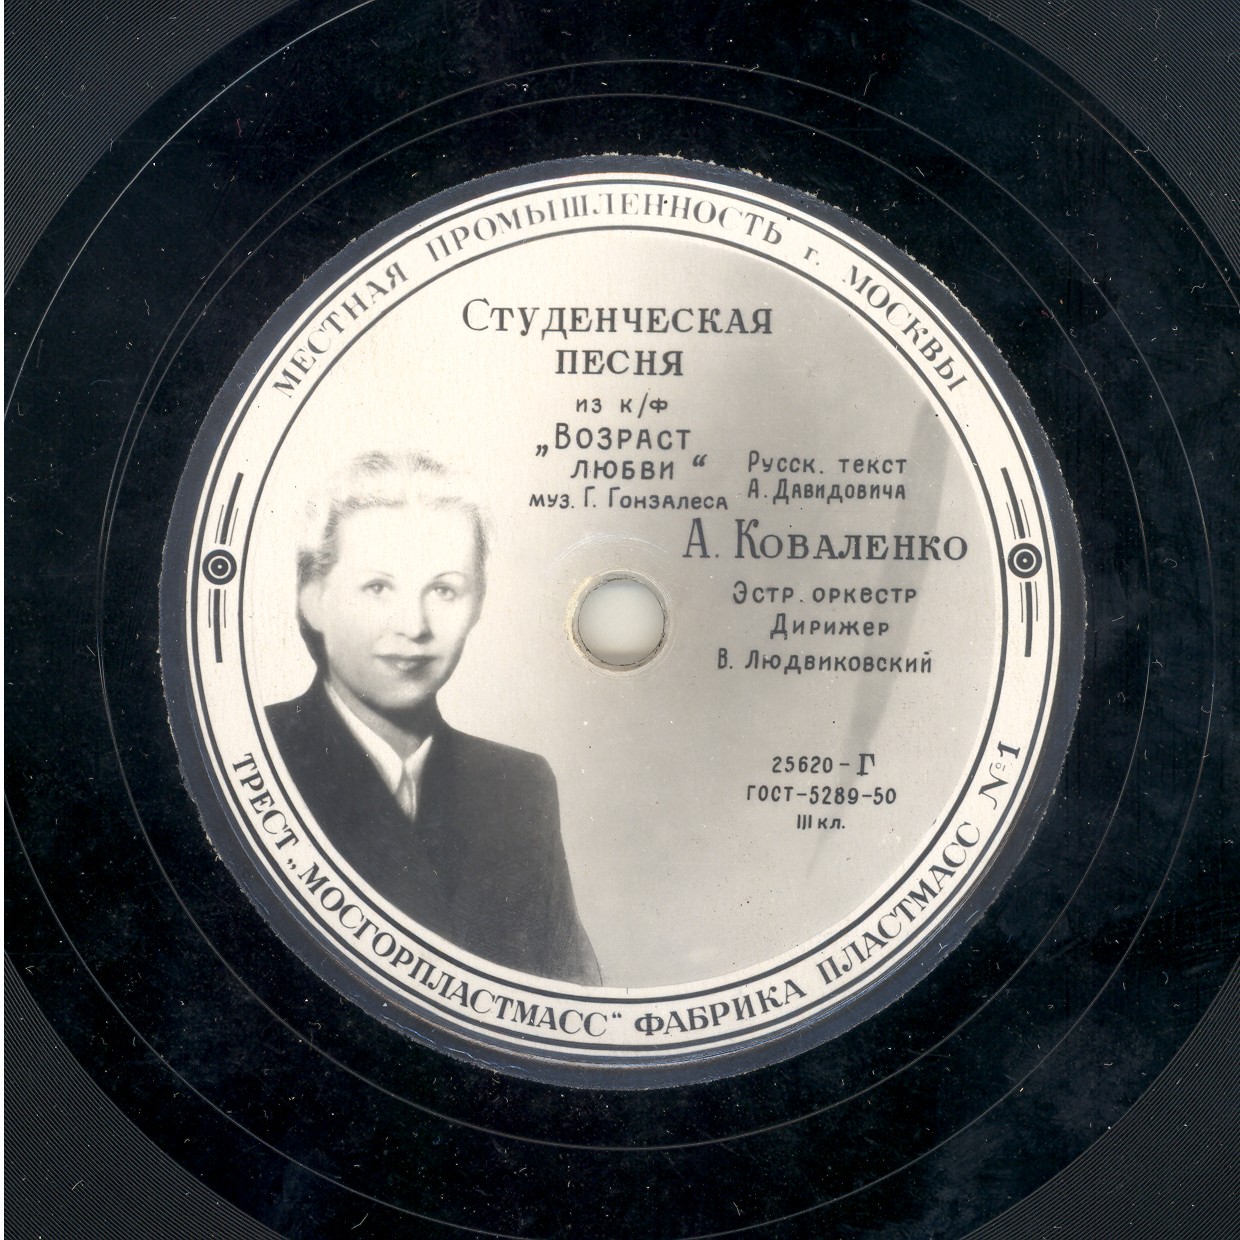 МЕСТНАЯ ПРОМЫШЛЕННОСТЬ г. МОСКВЫ
СТУДЕНЧЕСКАЯ
ПЕСНЯ
ИЗ К/Ф
„ВОЗРАСТ
ЛЮБВИ“
МУЗ. Г. ГОНЗАЛЕСА
РУССК. ТЕКСТ
А. ДАВИДОВИЧА
А. КОВАЛЕНКО
ЭСТР. ОРКЕСТР
ДИРИЖЕР
В. ЛЮДВИКОВСКИЙ
25620-Г
ГОСТ-5289-50
III кл.
ТРЕСТ „МОСГОРПЛАСТМАСС“ ФАБРИКА ПЛАСТМАСС №1